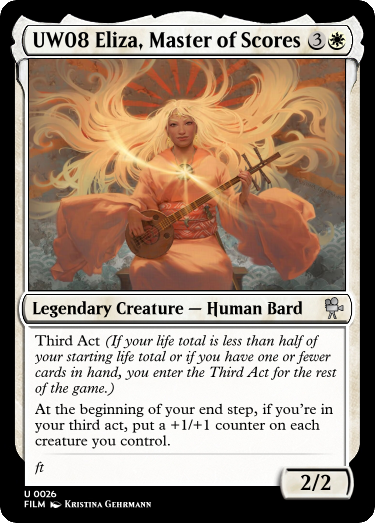 UW08 Eliza, Master of Scores 3
Legendary Creature — Human Bard
Third Act (If your life total is less than half of
your starting life total or if you have one or fewer
cards in hand, you enter the Third Act for the rest
of the game.)
At the beginning of your end step, if you're in
your third act, put a +1/+1 counter on each
creature you control.
ft
2/2
U 0026
FILM Kristina Gehrmann